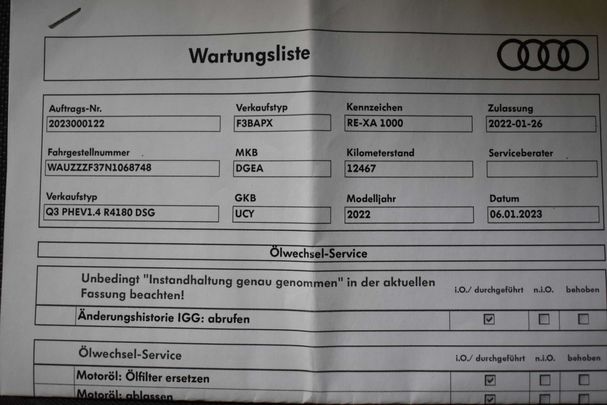 Wartungsliste
Auftrags-Nr. Verkaufstyp Kennzeichen Zulassung
2023000122 F3BAPX RE-XA 1000 2022-01-26
Fahrgestellnummer MKB Kilometerstand Serviceberater
WAUZZZF37N1068748 DGEA 12467
Verkaufstyp GKB Modelljahr Datum
Q3 PHEV1.4 R4180 DSG UCY 2022 06.01.2023
Ölwechsel-Service
Unbedingt "Instandhaltung genau genommen" in der aktuellen
Fassung beachten!
i.O./ durchgeführt n.i.O. behoben
Änderungshistorie IGG: abrufen
Ölwechsel-Service i.O./ durchgeführt n.i.O. behoben
Motoröl: Ölfilter ersetzen
Motoröl: ablassen